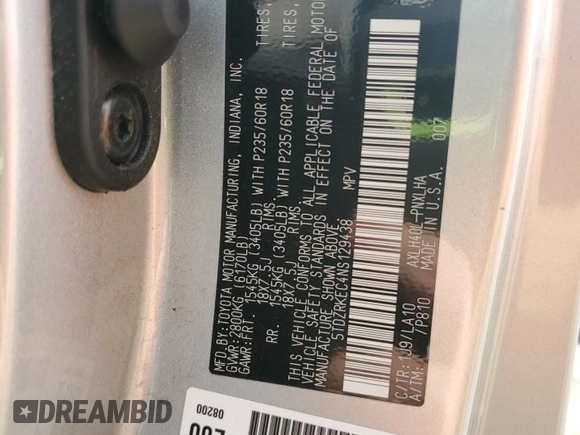 MFD.BY:TOYOTA MOTOR MANUFACTURING, INDIANA, INC.
GVWR:2800KG (6170LB)
GAWR:FRT. 1545KG (3405LB) WITH P235/60R18 TIRES,
18X7.5J RIMS,
RR. 1545KG (3405LB) WITH P235/60R18 TIRES,
18X7.5J RIMS,
THIS VEHICLE CONFORMS TO ALL APPLICABLE FEDERAL MOTOR
VEHICLE SAFETY STANDARDS IN EFFECT ON THE DATE OF
MANUFACTURE SHOWN ABOVE.
5TDZRKEC4NS129438 MPV
C/TR: 1J9/LA10 AXLH40L-PNXLHA
A/TM: /P810 MADE IN U.S.A. 007
08200
DREAMBID